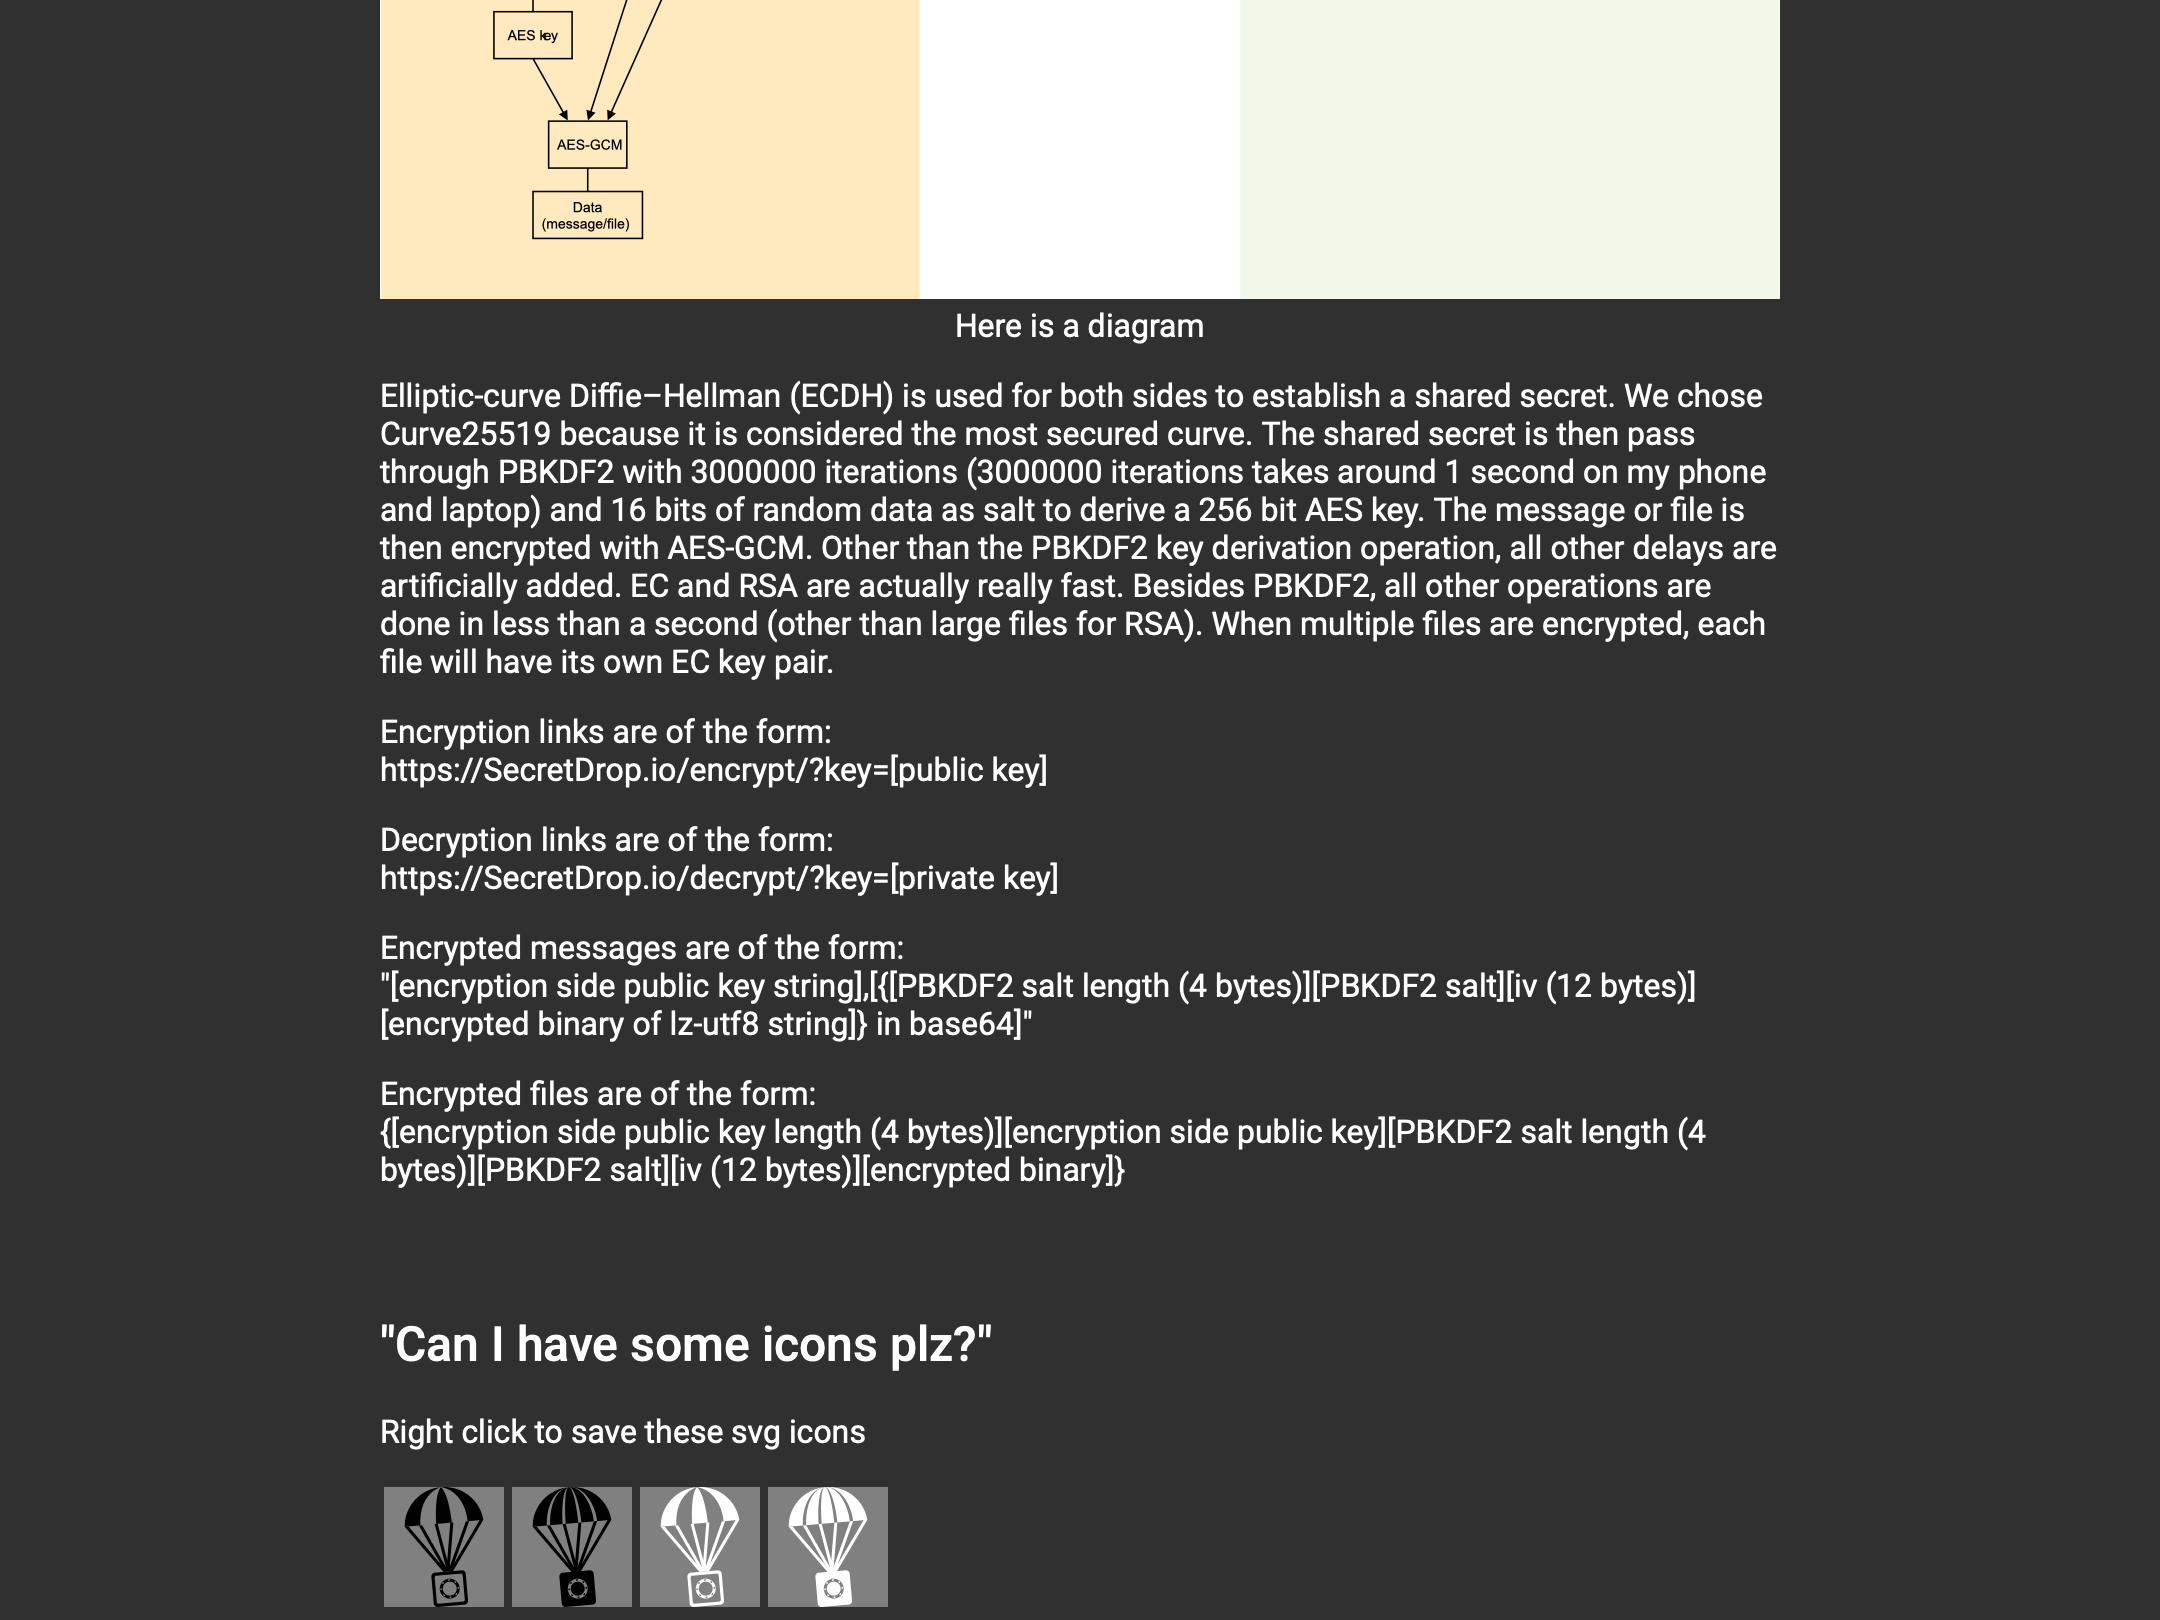 AES key
AES-GCM
Data
(message/file)
Here is a diagram
Elliptic-curve Diffie–Hellman (ECDH) is used for both sides to establish a shared secret. We chose
Curve25519 because it is considered the most secured curve. The shared secret is then pass
through PBKDF2 with 3000000 iterations (3000000 iterations takes around 1 second on my phone
and laptop) and 16 bits of random data as salt to derive a 256 bit AES key. The message or file is
then encrypted with AES-GCM. Other than the PBKDF2 key derivation operation, all other delays are
artificially added. EC and RSA are actually really fast. Besides PBKDF2, all other operations are
done in less than a second (other than large files for RSA). When multiple files are encrypted, each
file will have its own EC key pair.
Encryption links are of the form:
https://SecretDrop.io/encrypt/?key=[public key]
Decryption links are of the form:
https://SecretDrop.io/decrypt/?key=[private key]
Encrypted messages are of the form:
"[encryption side public key string],[{[PBKDF2 salt length (4 bytes)][PBKDF2 salt][iv (12 bytes)]
[encrypted binary of lz-utf8 string]} in base64]"
Encrypted files are of the form:
{[encryption side public key length (4 bytes)][encryption side public key][PBKDF2 salt length (4
bytes)][PBKDF2 salt][iv (12 bytes)][encrypted binary]}
"Can I have some icons plz?"
Right click to save these svg icons